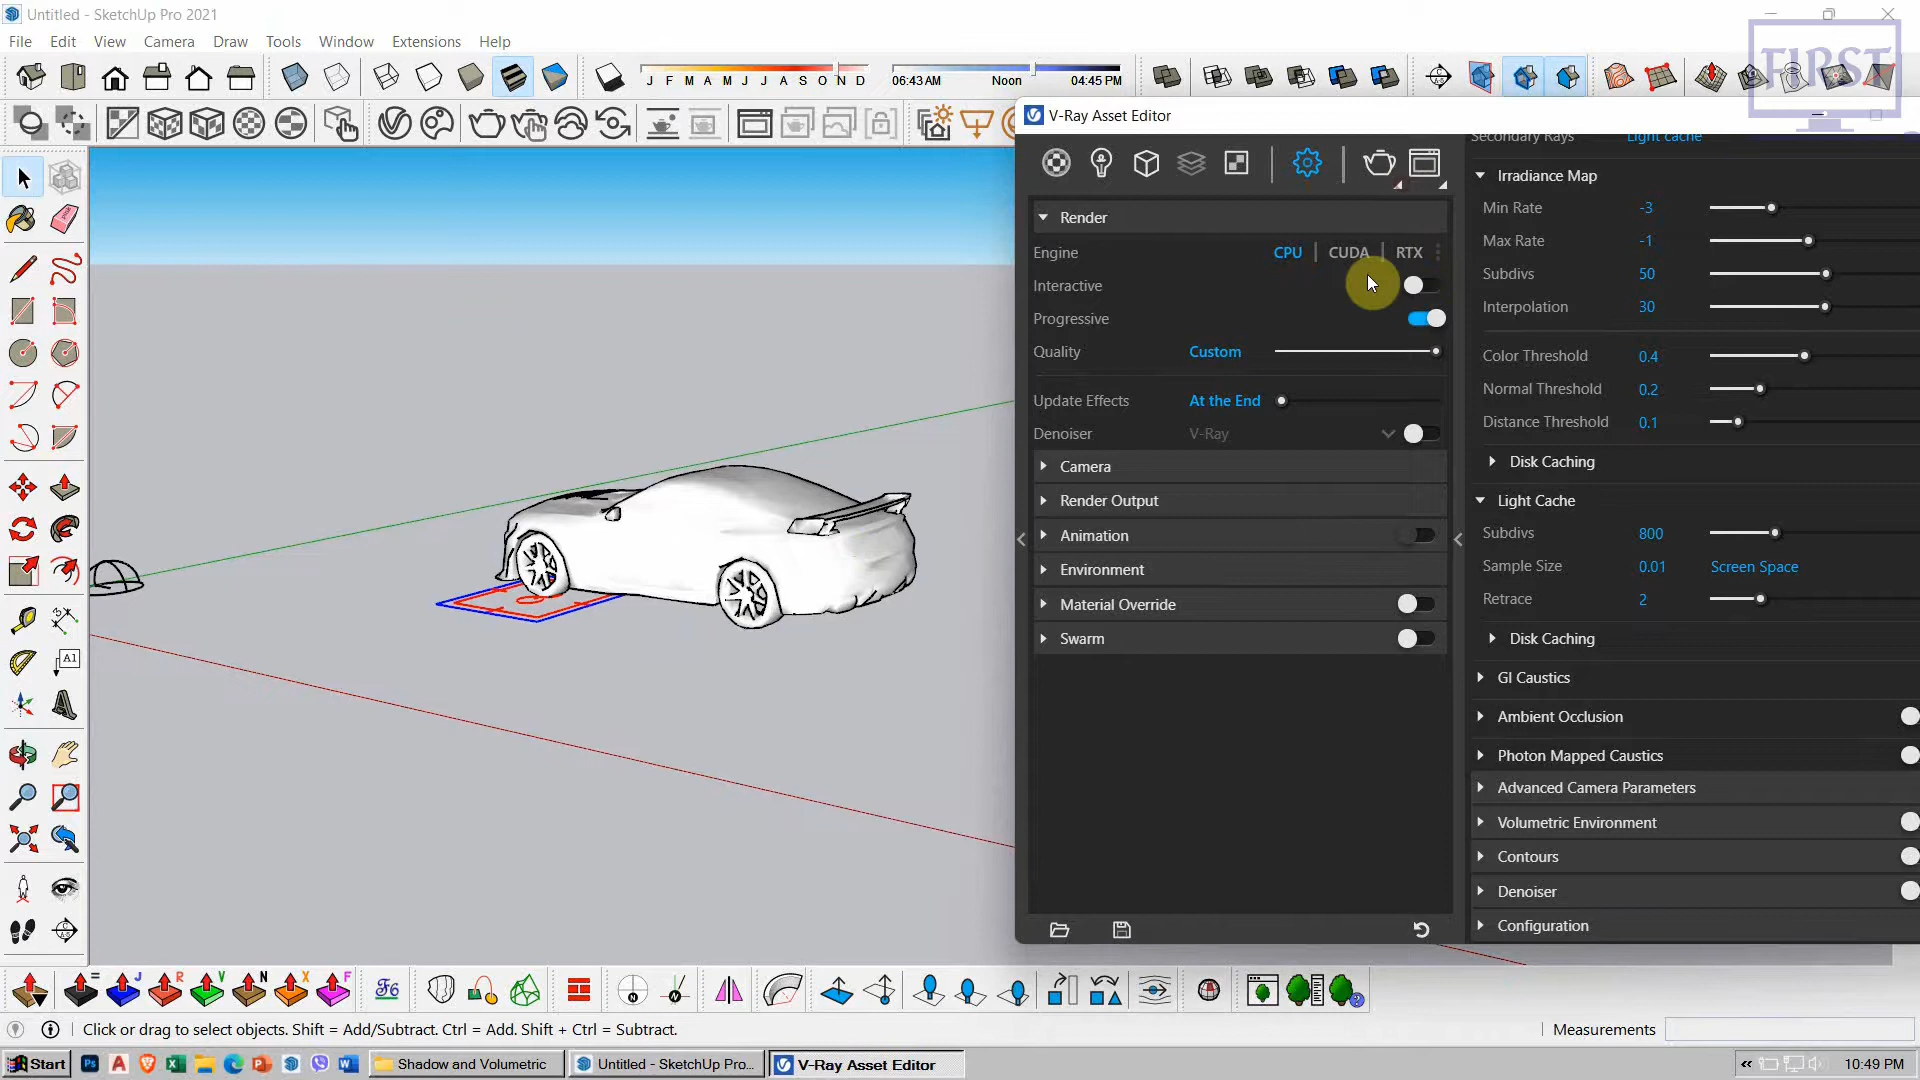 Untitled - SketchUp Pro 2021
FIRST
File Edit View Camera Draw Tools Window Extensions Help
J F M A M J J A S O N D
06:43 AM Noon 04:45 PM
V-Ray Asset Editor
Secondary Rays Light cache
Render
Engine CPU CUDA RTX
Interactive
Progressive
Quality Custom
Update Effects At the End
Denoiser V-Ray
Camera
Render Output
Animation
Environment
Material Override
Swarm
Irradiance Map
Min Rate -3
Max Rate -1
Subdivs 50
Interpolation 30
Color Threshold 0.4
Normal Threshold 0.2
Distance Threshold 0.1
Disk Caching
Light Cache
Subdivs 800
Sample Size 0.01 Screen Space
Retrace 2
Disk Caching
GI Caustics
Ambient Occlusion
Photon Mapped Caustics
Advanced Camera Parameters
Volumetric Environment
Contours
Denoiser
Configuration
A1
= J R V N X F
F6
Click or drag to select objects. Shift = Add/Subtract. Ctrl = Add. Shift + Ctrl = Subtract.
Measurements
Start
Shadow and Volumetric
Untitled - SketchUp Pro...
V-Ray Asset Editor
10:49 PM